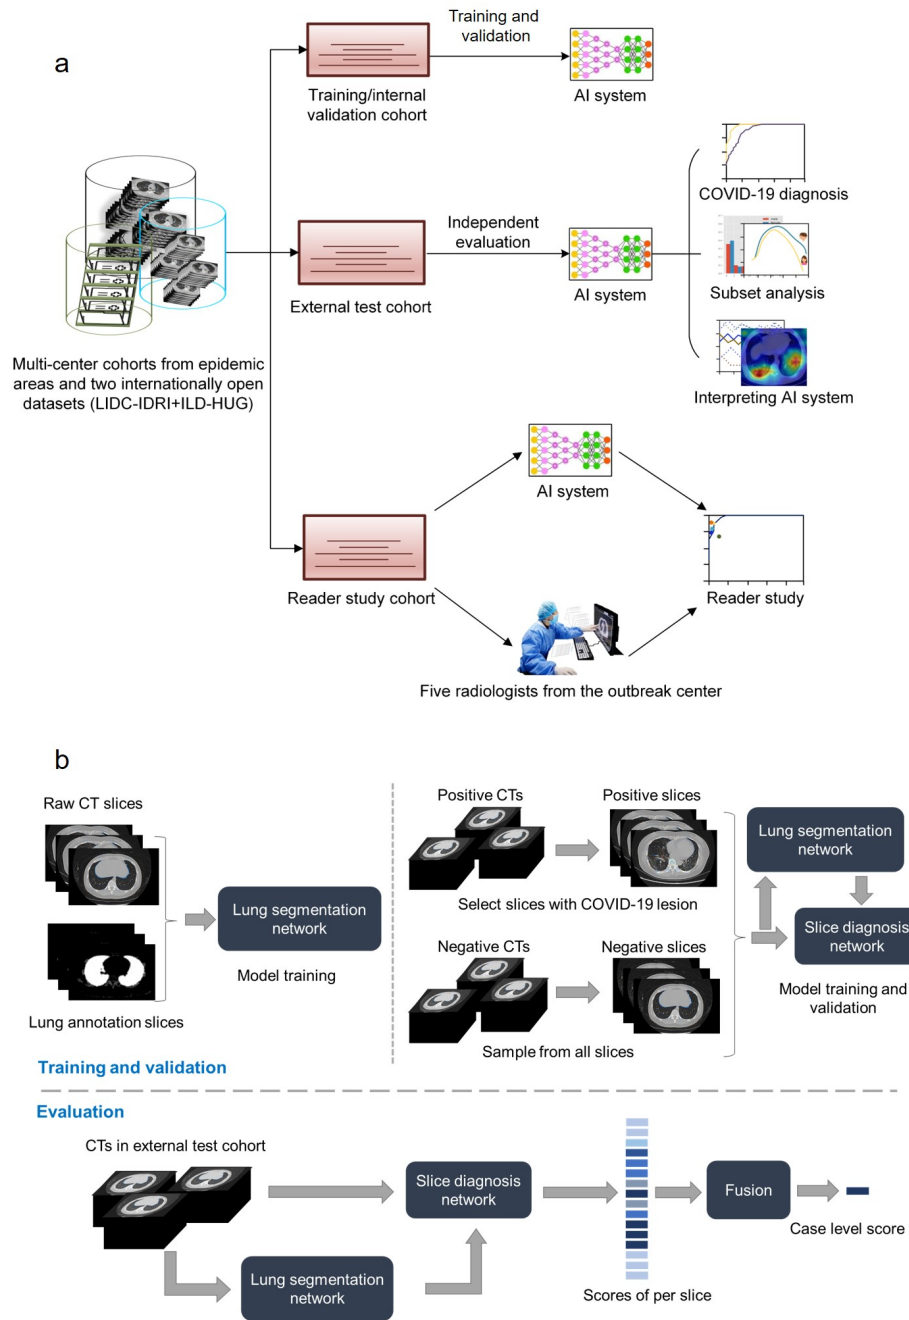 a
Training and
validation
Training/internal
validation cohort
AI system
COVID-19 diagnosis
Independent
evaluation
External test cohort
AI system
Subset analysis
Multi-center cohorts from epidemic
areas and two internationally open
datasets (LIDC-IDRI+ILD-HUG)
Interpreting AI system
AI system
Reader study cohort
Reader study
Five radiologists from the outbreak center
b
Raw CT slices
Lung segmentation
network
Model training
Lung annotation slices
Positive CTs
Positive slices
Select slices with COVID-19 lesion
Negative CTs
Negative slices
Sample from all slices
Lung segmentation
network
Slice diagnosis
network
Model training and
validation
Training and validation
Evaluation
CTs in external test cohort
Slice diagnosis
network
Lung segmentation
network
Scores of per slice
Fusion
Case level score